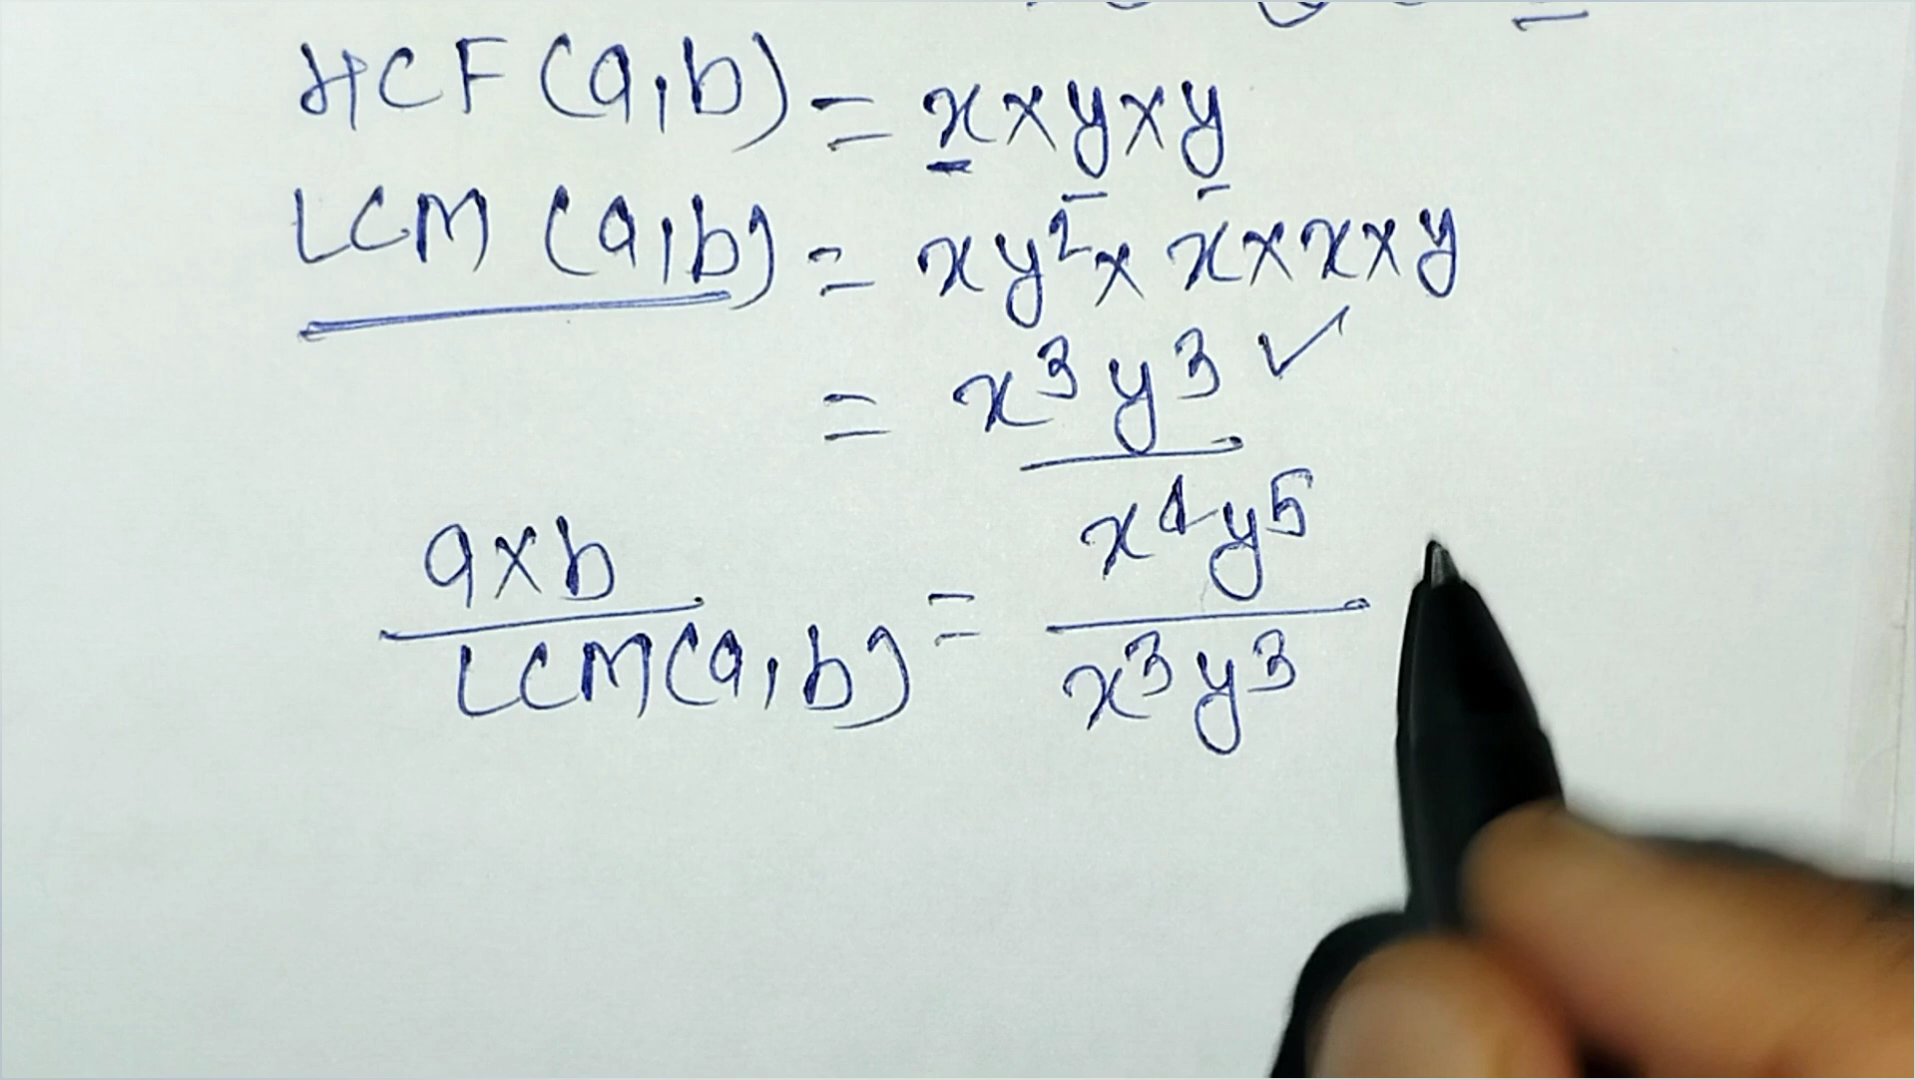 HCF (a,b) = x×y×y
LCM (a,b) = xy²× x×x×y
= x³y³ ✓
a×b / LCM(a,b) = x⁴y⁵ / x³y³